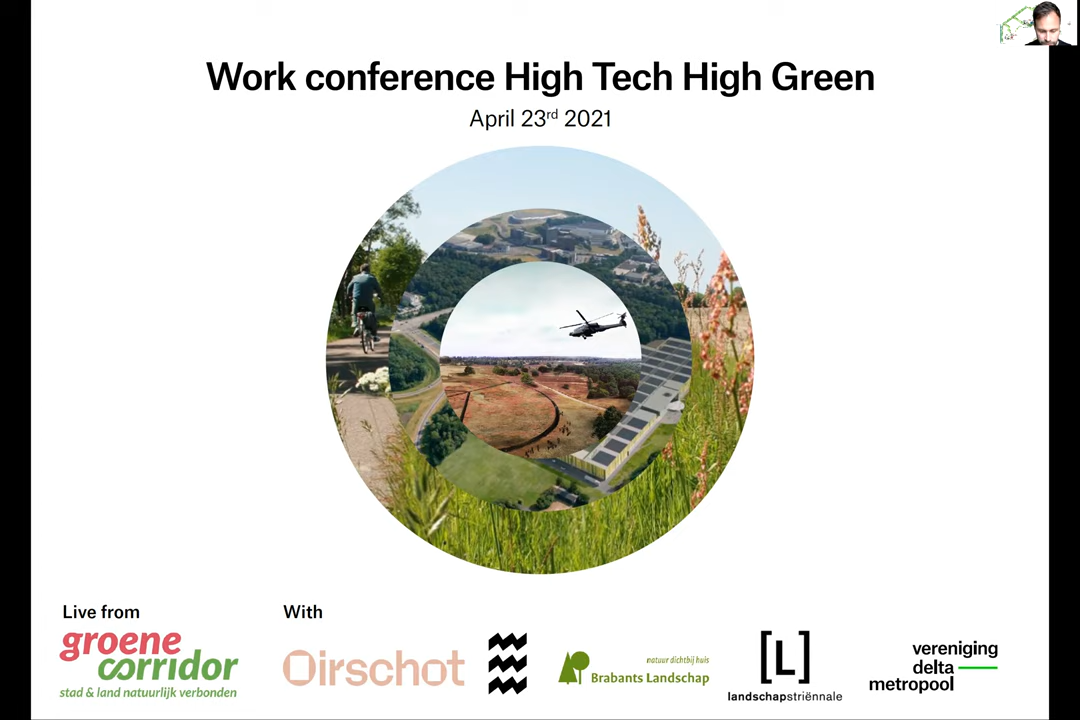 Work conference High Tech High Green
April 23rd 2021
Live from
With
groene
corridor
stad & land natuurlijk verbonden
Oirschot
natuur dichtbij huis
Brabants Landschap
[L]
landschapstriënnale
vereniging
delta
metropool